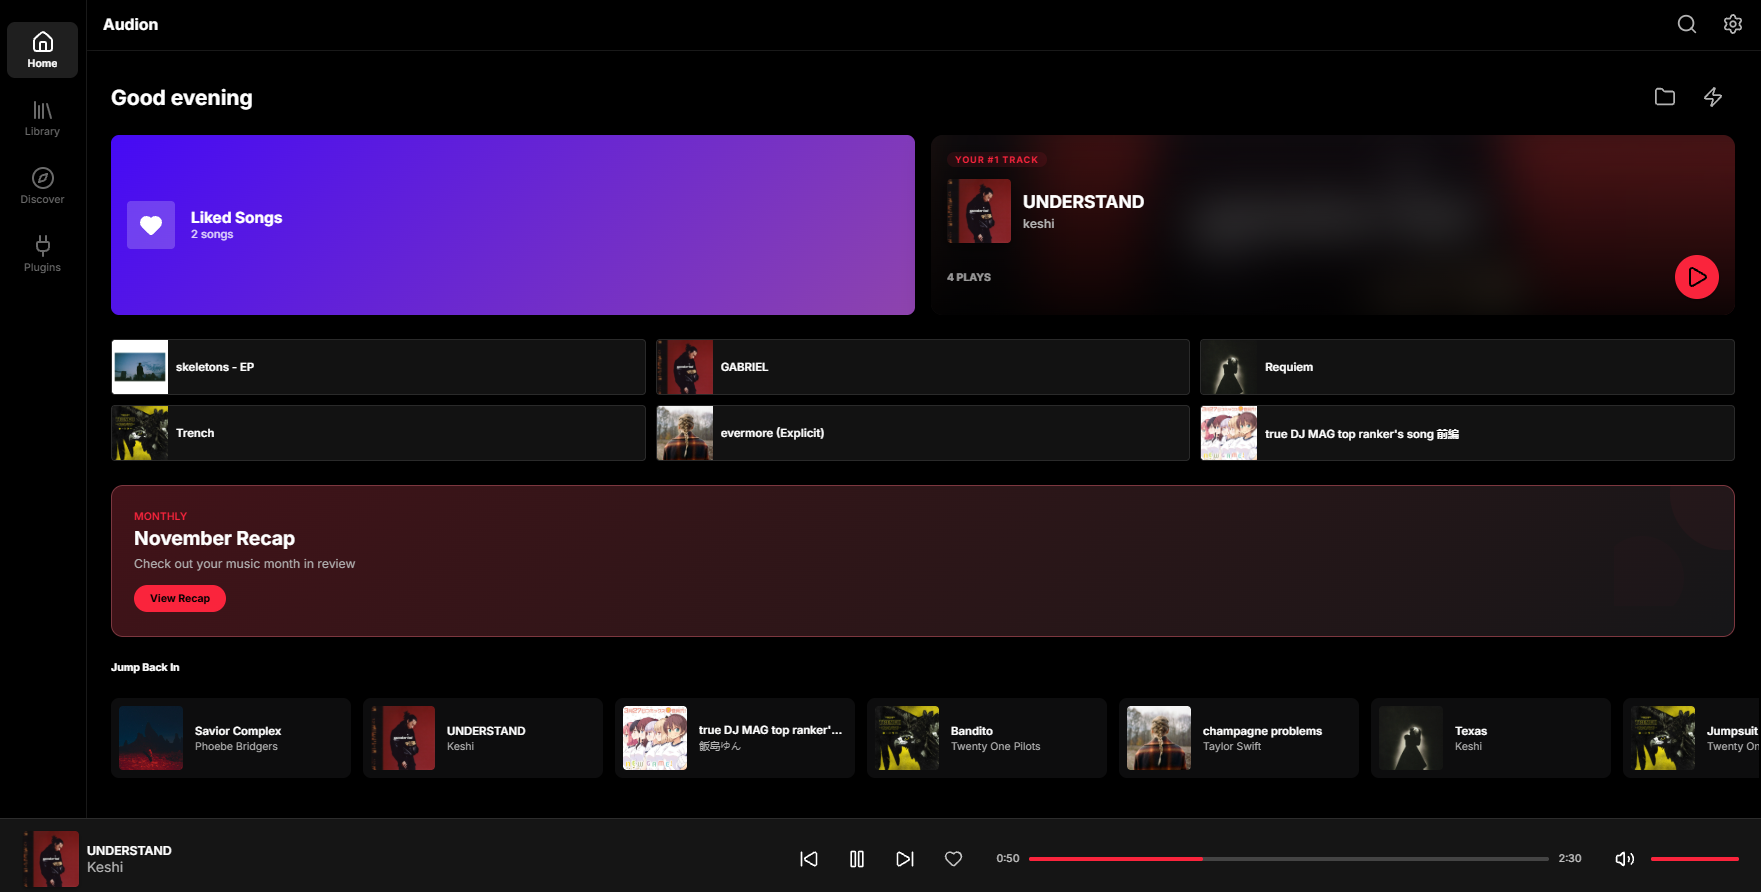 Audion
Home
Library
Discover
Plugins
Good evening
Liked Songs
2 songs
YOUR #1 TRACK
UNDERSTAND
keshi
4 PLAYS
skeletons - EP
GABRIEL
Requiem
Trench
evermore (Explicit)
true DJ MAG top ranker's song 前編
MONTHLY
November Recap
Check out your music month in review
View Recap
Jump Back In
Savior Complex
Phoebe Bridgers
UNDERSTAND
Keshi
true DJ MAG top ranker'...
飯島ゆん
Bandito
Twenty One Pilots
champagne problems
Taylor Swift
Texas
Keshi
Jumpsuit
Twenty On
UNDERSTAND
Keshi
0:50
2:30